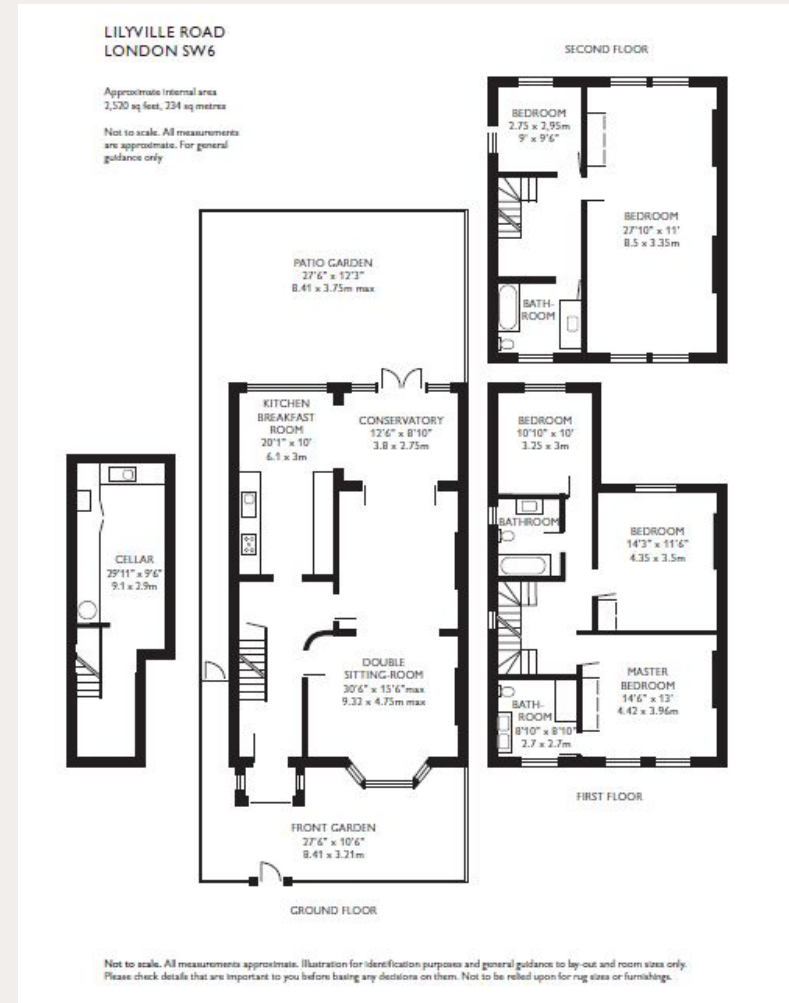 LILYVILLE ROAD
LONDON SW6
Approximate internal area
2,520 sq feet, 234 sq metres
Not to scale. All measurements
are approximate. For general
guidance only
SECOND FLOOR
BEDROOM
2.75 x 2,95m
9' x 9'6"
BEDROOM
27'10" x 11'
8.5 x 3.35m
BATH-
ROOM
PATIO GARDEN
27'6" x 12'3"
8.41 x 3.75m max
KITCHEN
BREAKFAST
ROOM
20'1" x 10'
6.1 x 3m
CONSERVATORY
12'6" x 8'10"
3.8 x 2.75m
BEDROOM
10'10" x 10'
3.25 x 3m
BATHROOM
BEDROOM
14'3" x 11'6"
4.35 x 3.5m
CELLAR
29'11" x 9'6"
9.1 x 2.9m
DOUBLE
SITTING-ROOM
30'6" x 15'6"max
9.32 x 4.75m max
MASTER
BEDROOM
14'6" x 13'
4.42 x 3.96m
BATH-
ROOM
8'10" x 8'10"
2.7 x 2.7m
FIRST FLOOR
FRONT GARDEN
27'6" x 10'6"
8.41 x 3.21m
GROUND FLOOR
Not to scale. All measurements approximate. Illustration for identification purposes and general guidance to lay-out and room sizes only.
Please check details that are important to you before basing any decisions on them. Not to be relied upon for rug sizes or furnishings.